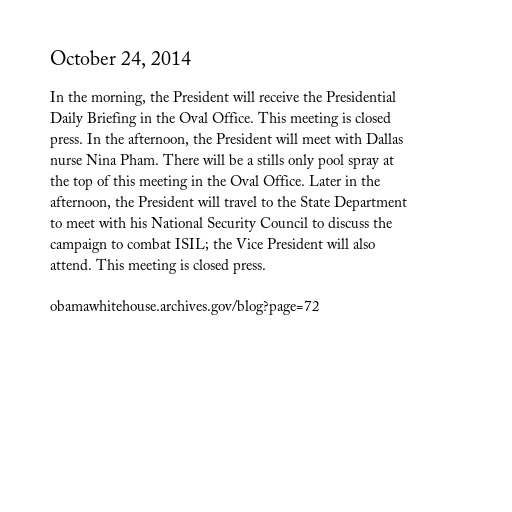 October 24, 2014
In the morning, the President will receive the Presidential
Daily Briefing in the Oval Office. This meeting is closed
press. In the afternoon, the President will meet with Dallas
nurse Nina Pham. There will be a stills only pool spray at
the top of this meeting in the Oval Office. Later in the
afternoon, the President will travel to the State Department
to meet with his National Security Council to discuss the
campaign to combat ISIL; the Vice President will also
attend. This meeting is closed press.
obamawhitehouse.archives.gov/blog?page=72